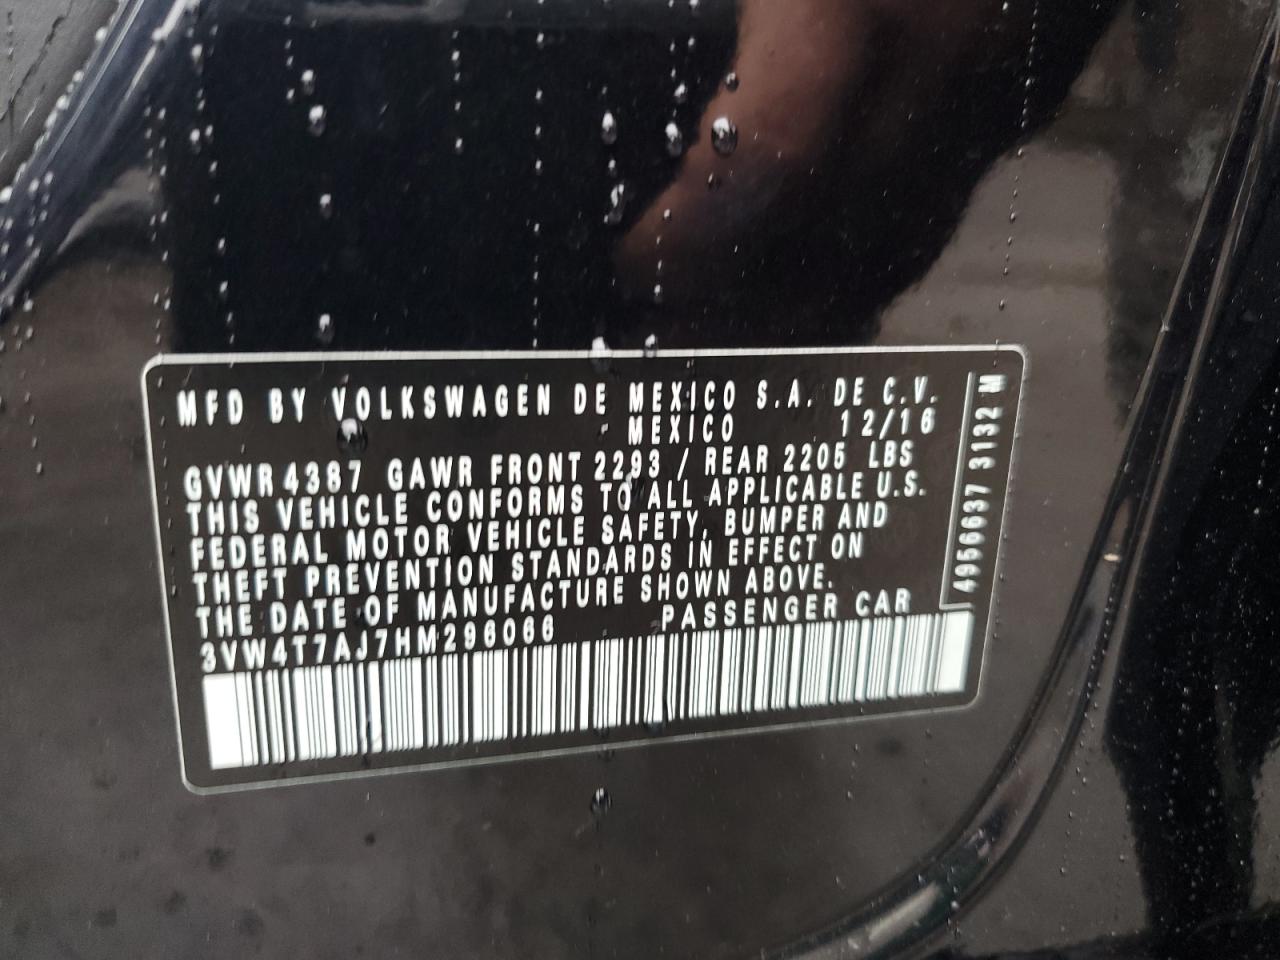 MFD BY VOLKSWAGEN DE MEXICO S.A. DE C.V.
MEXICO 12/16
GVWR 4387 GAWR FRONT 2293 / REAR 2205 LBS
THIS VEHICLE CONFORMS TO ALL APPLICABLE U.S.
FEDERAL MOTOR VEHICLE SAFETY, BUMPER AND
THEFT PREVENTION STANDARDS IN EFFECT ON
THE DATE OF MANUFACTURE SHOWN ABOVE.
3VW4T7AJ7HM296066 PASSENGER CAR
4956637 3132 M